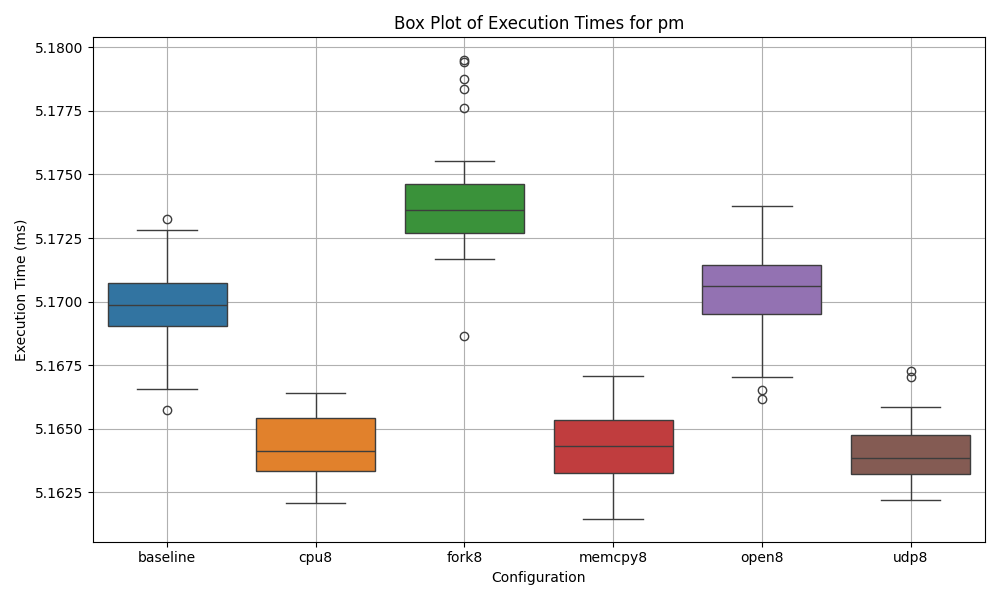 Box Plot of Execution Times for pm
Execution Time (ms)
5.1800
5.1775
5.1750
5.1725
5.1700
5.1675
5.1650
5.1625
baseline
cpu8
fork8
memcpy8
open8
udp8
Configuration